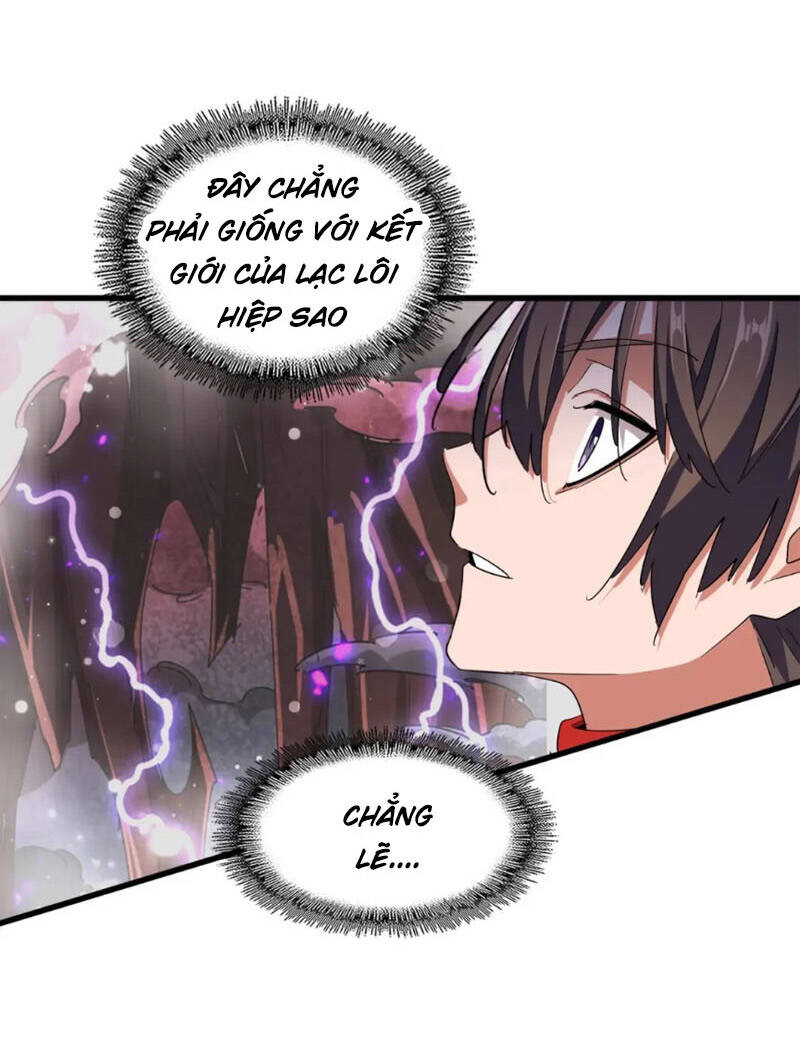 ĐÂY CHẲNG
PHẢI GIỐNG VỚI KẾT
GIỚI CỦA LẠC LÔI
HIỆP SAO
CHẲNG
LẼ....